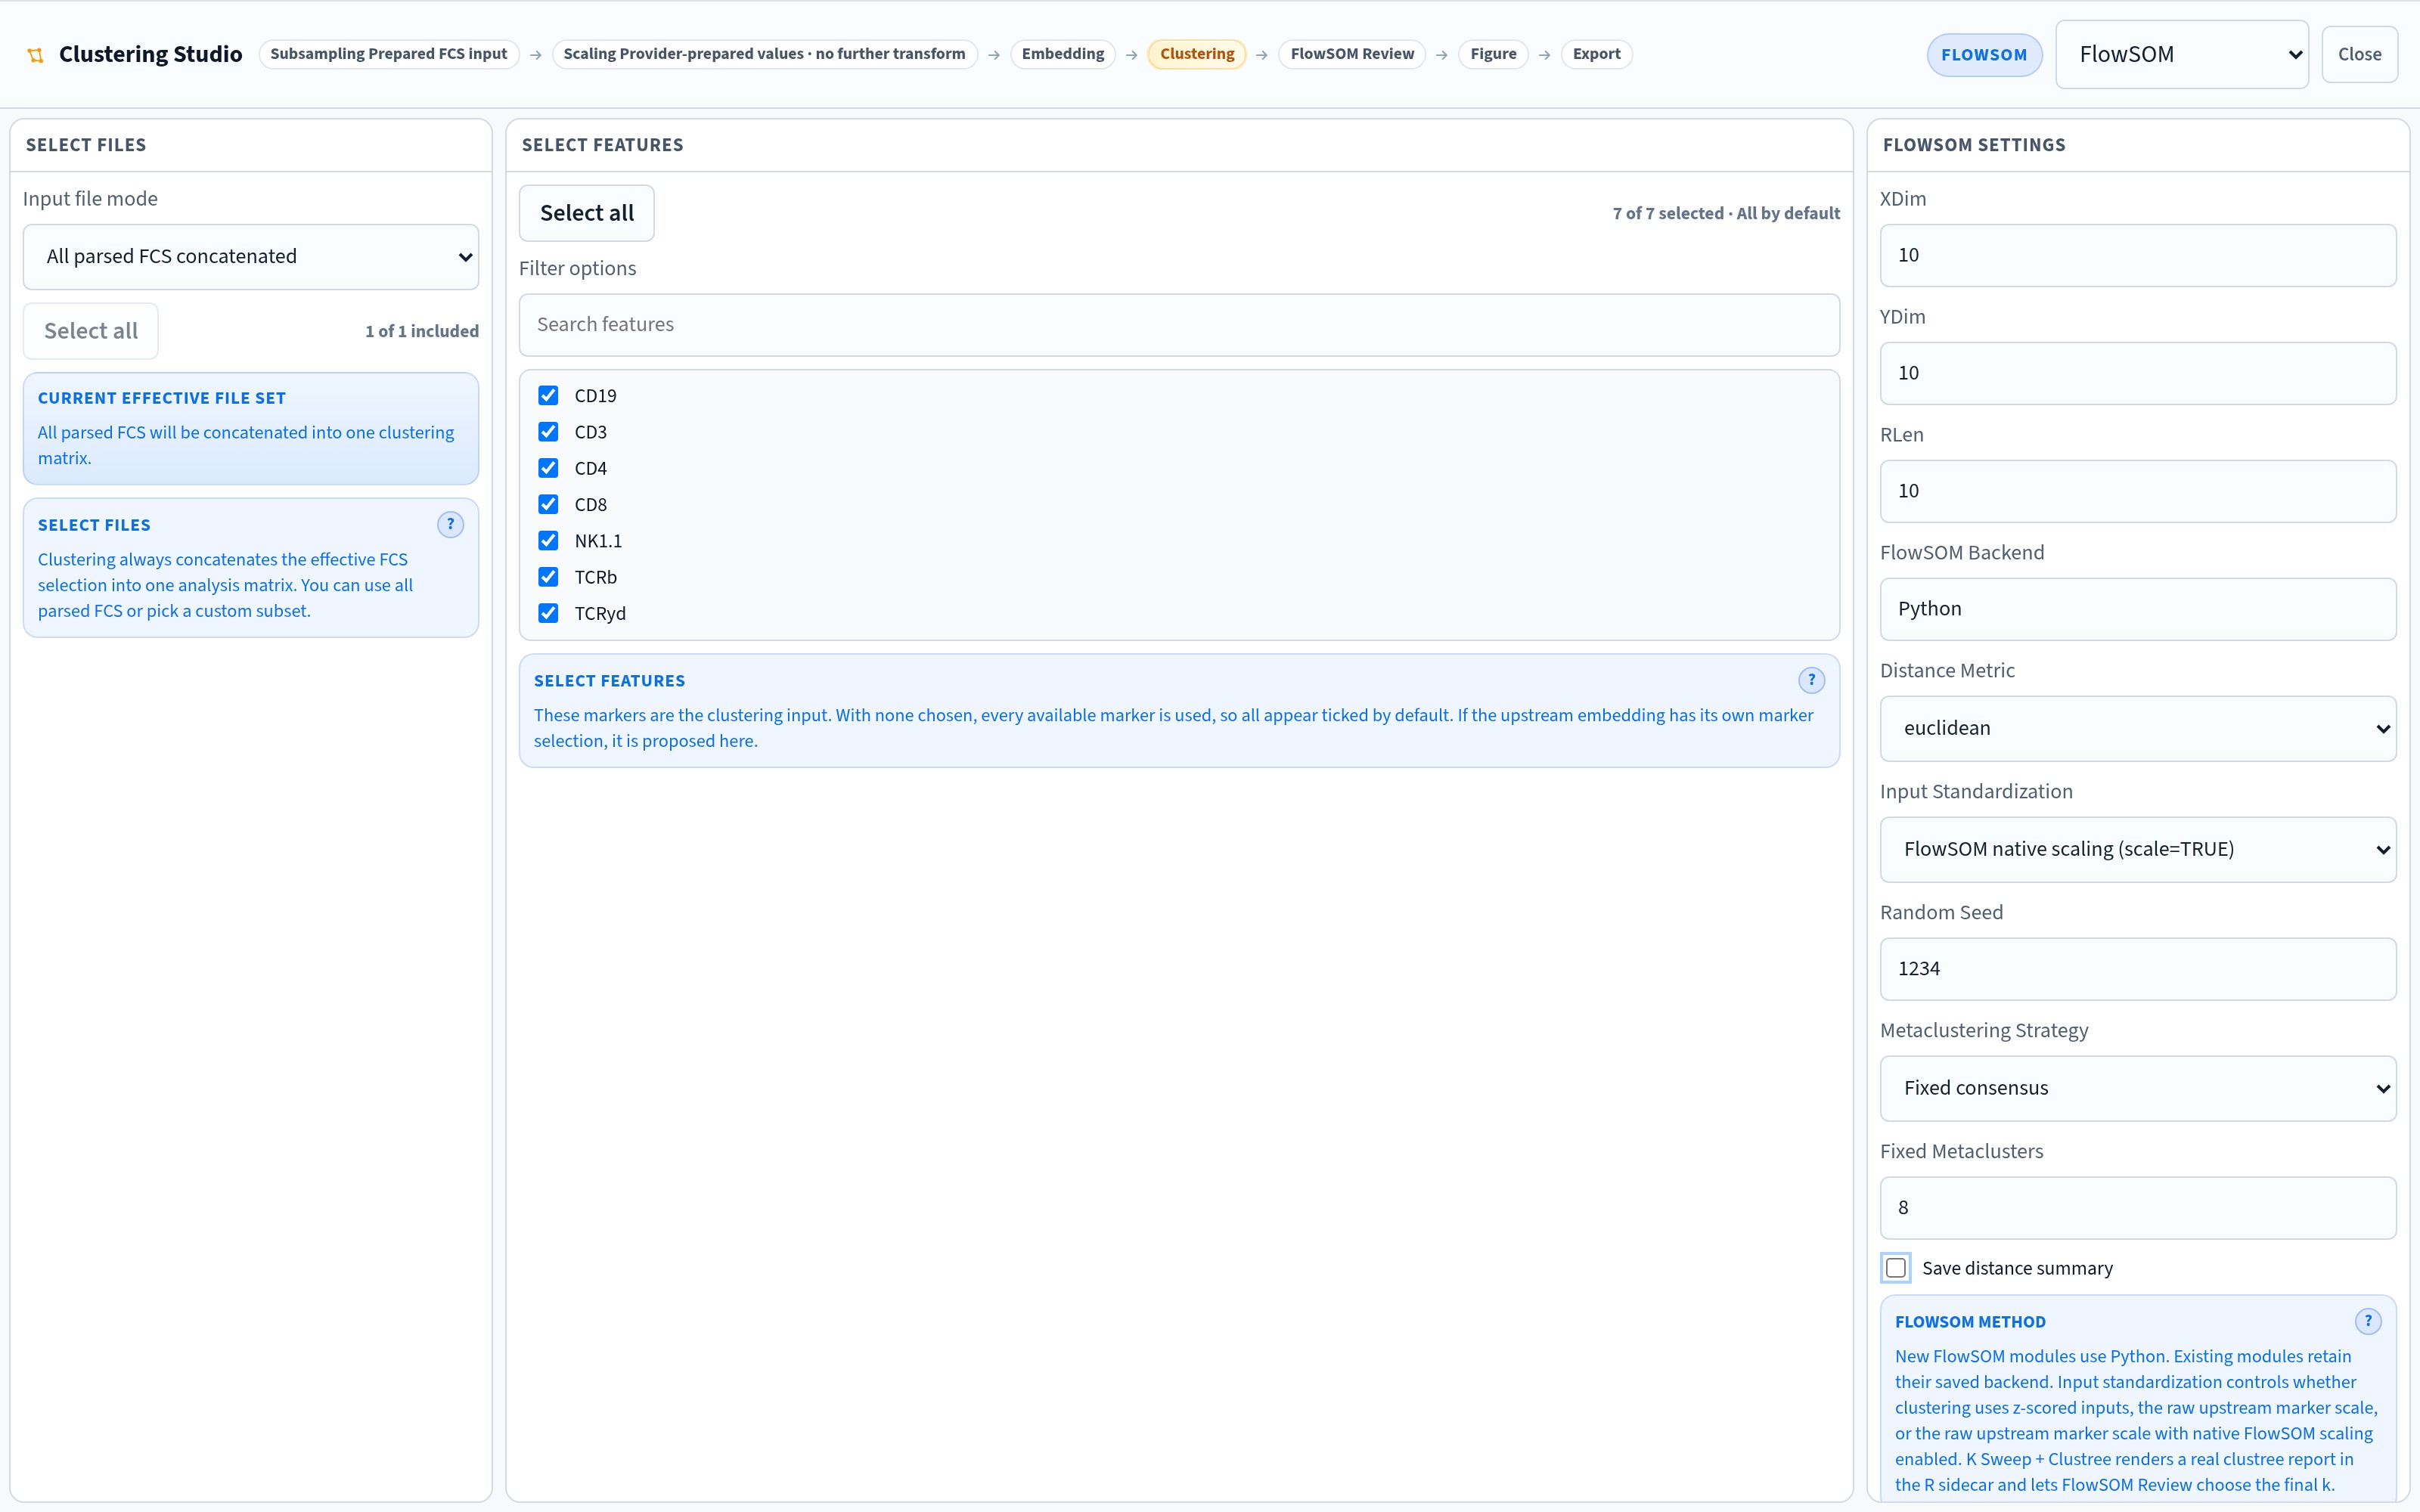 Clustering Studio
Subsampling Prepared FCS input → Scaling Provider-prepared values · no further transform → Embedding → Clustering → FlowSOM Review → Figure → Export
FLOWSOM
FlowSOM
Close
SELECT FILES
Input file mode
All parsed FCS concatenated
Select all
1 of 1 included
CURRENT EFFECTIVE FILE SET
All parsed FCS will be concatenated into one clustering
matrix.
SELECT FILES
?
Clustering always concatenates the effective FCS
selection into one analysis matrix. You can use all
parsed FCS or pick a custom subset.
SELECT FEATURES
Select all
7 of 7 selected · All by default
Filter options
Search features
CD19
CD3
CD4
CD8
NK1.1
TCRb
TCRyd
SELECT FEATURES
?
These markers are the clustering input. With none chosen, every available marker is used, so all appear ticked by default. If the upstream embedding has its own marker
selection, it is proposed here.
FLOWSOM SETTINGS
XDim
10
YDim
10
RLen
10
FlowSOM Backend
Python
Distance Metric
euclidean
Input Standardization
FlowSOM native scaling (scale=TRUE)
Random Seed
1234
Metaclustering Strategy
Fixed consensus
Fixed Metaclusters
8
Save distance summary
FLOWSOM METHOD
?
New FlowSOM modules use Python. Existing modules retain
their saved backend. Input standardization controls whether
clustering uses z-scored inputs, the raw upstream marker scale,
or the raw upstream marker scale with native FlowSOM scaling
enabled. K Sweep + Clustree renders a real clustree report in
the R sidecar and lets FlowSOM Review choose the final k.